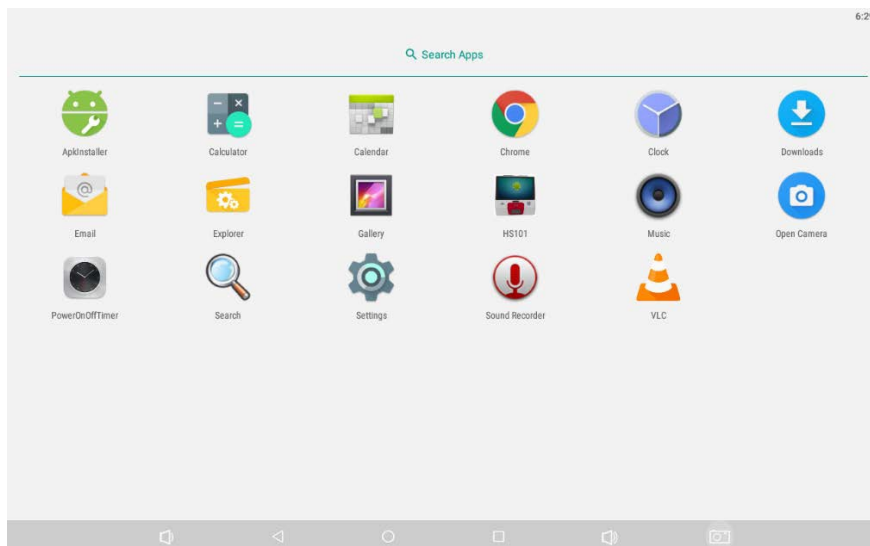 Search Apps
ApkInstaller
Calculator
Calendar
Chrome
Clock
Downloads
Email
Explorer
Gallery
HS101
Music
Open Camera
PowerOnOffTimer
Search
Settings
Sound Recorder
VLC